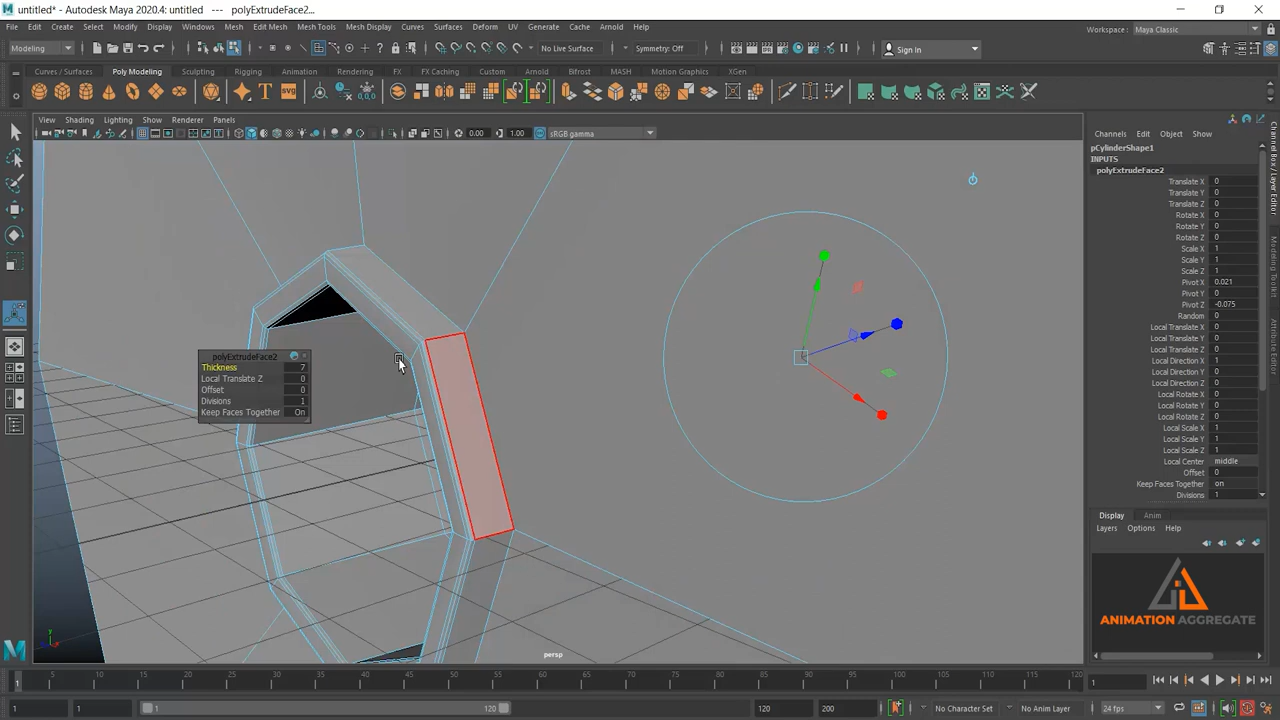 untitled* - Autodesk Maya 2020.4: untitled --- polyExtrudeFace2...
File Edit Create Select Modify Display Windows Mesh Edit Mesh Mesh Tools Mesh Display Curves Surfaces Deform UV Generate Cache Arnold Help
Workspace: Maya Classic
Modeling No Live Surface Symmetry: Off Sign in
Curves / Surfaces Poly Modeling Sculpting Rigging Animation Rendering FX FX Caching Custom Arnold Bifrost MASH Motion Graphics XGen
View Shading Lighting Show Renderer Panels
0.00 1.00 sRGB gamma
Channels Edit Object Show
pCylinderShape1
INPUTS
polyExtrudeFace2
Translate X 0
Translate Y 0
Translate Z 0
Rotate X 0
Rotate Y 0
Rotate Z 0
Scale X 1
Scale Y 1
Scale Z 1
Pivot X 0.021
Pivot Y 0
Pivot Z -0.075
Random 0
Local Translate X 0
Local Translate Y 0
Local Translate Z 0
Local Direction X 1
Local Direction Y 0
Local Direction Z 0
Local Rotate X 0
Local Rotate Y 0
Local Rotate Z 0
Local Scale X 1
Local Scale Y 1
Local Scale Z 1
Local Center middle
Offset 0
Keep Faces Together on
Divisions 1
Channel Box / Layer Editor
Modeling Toolkit
Attribute Editor
polyExtrudeFace2
Thickness 7
Local Translate Z 0
Offset 0
Divisions 1
Keep Faces Together On
persp
Display Anim
Layers Options Help
ANIMATION AGGREGATE
1 5 10 15 20 25 30 35 40 45 50 55 60 65 70 75 80 85 90 95 100 105 110 115 120
1
1 1 1 120 120 200 No Character Set No Anim Layer 24 fps